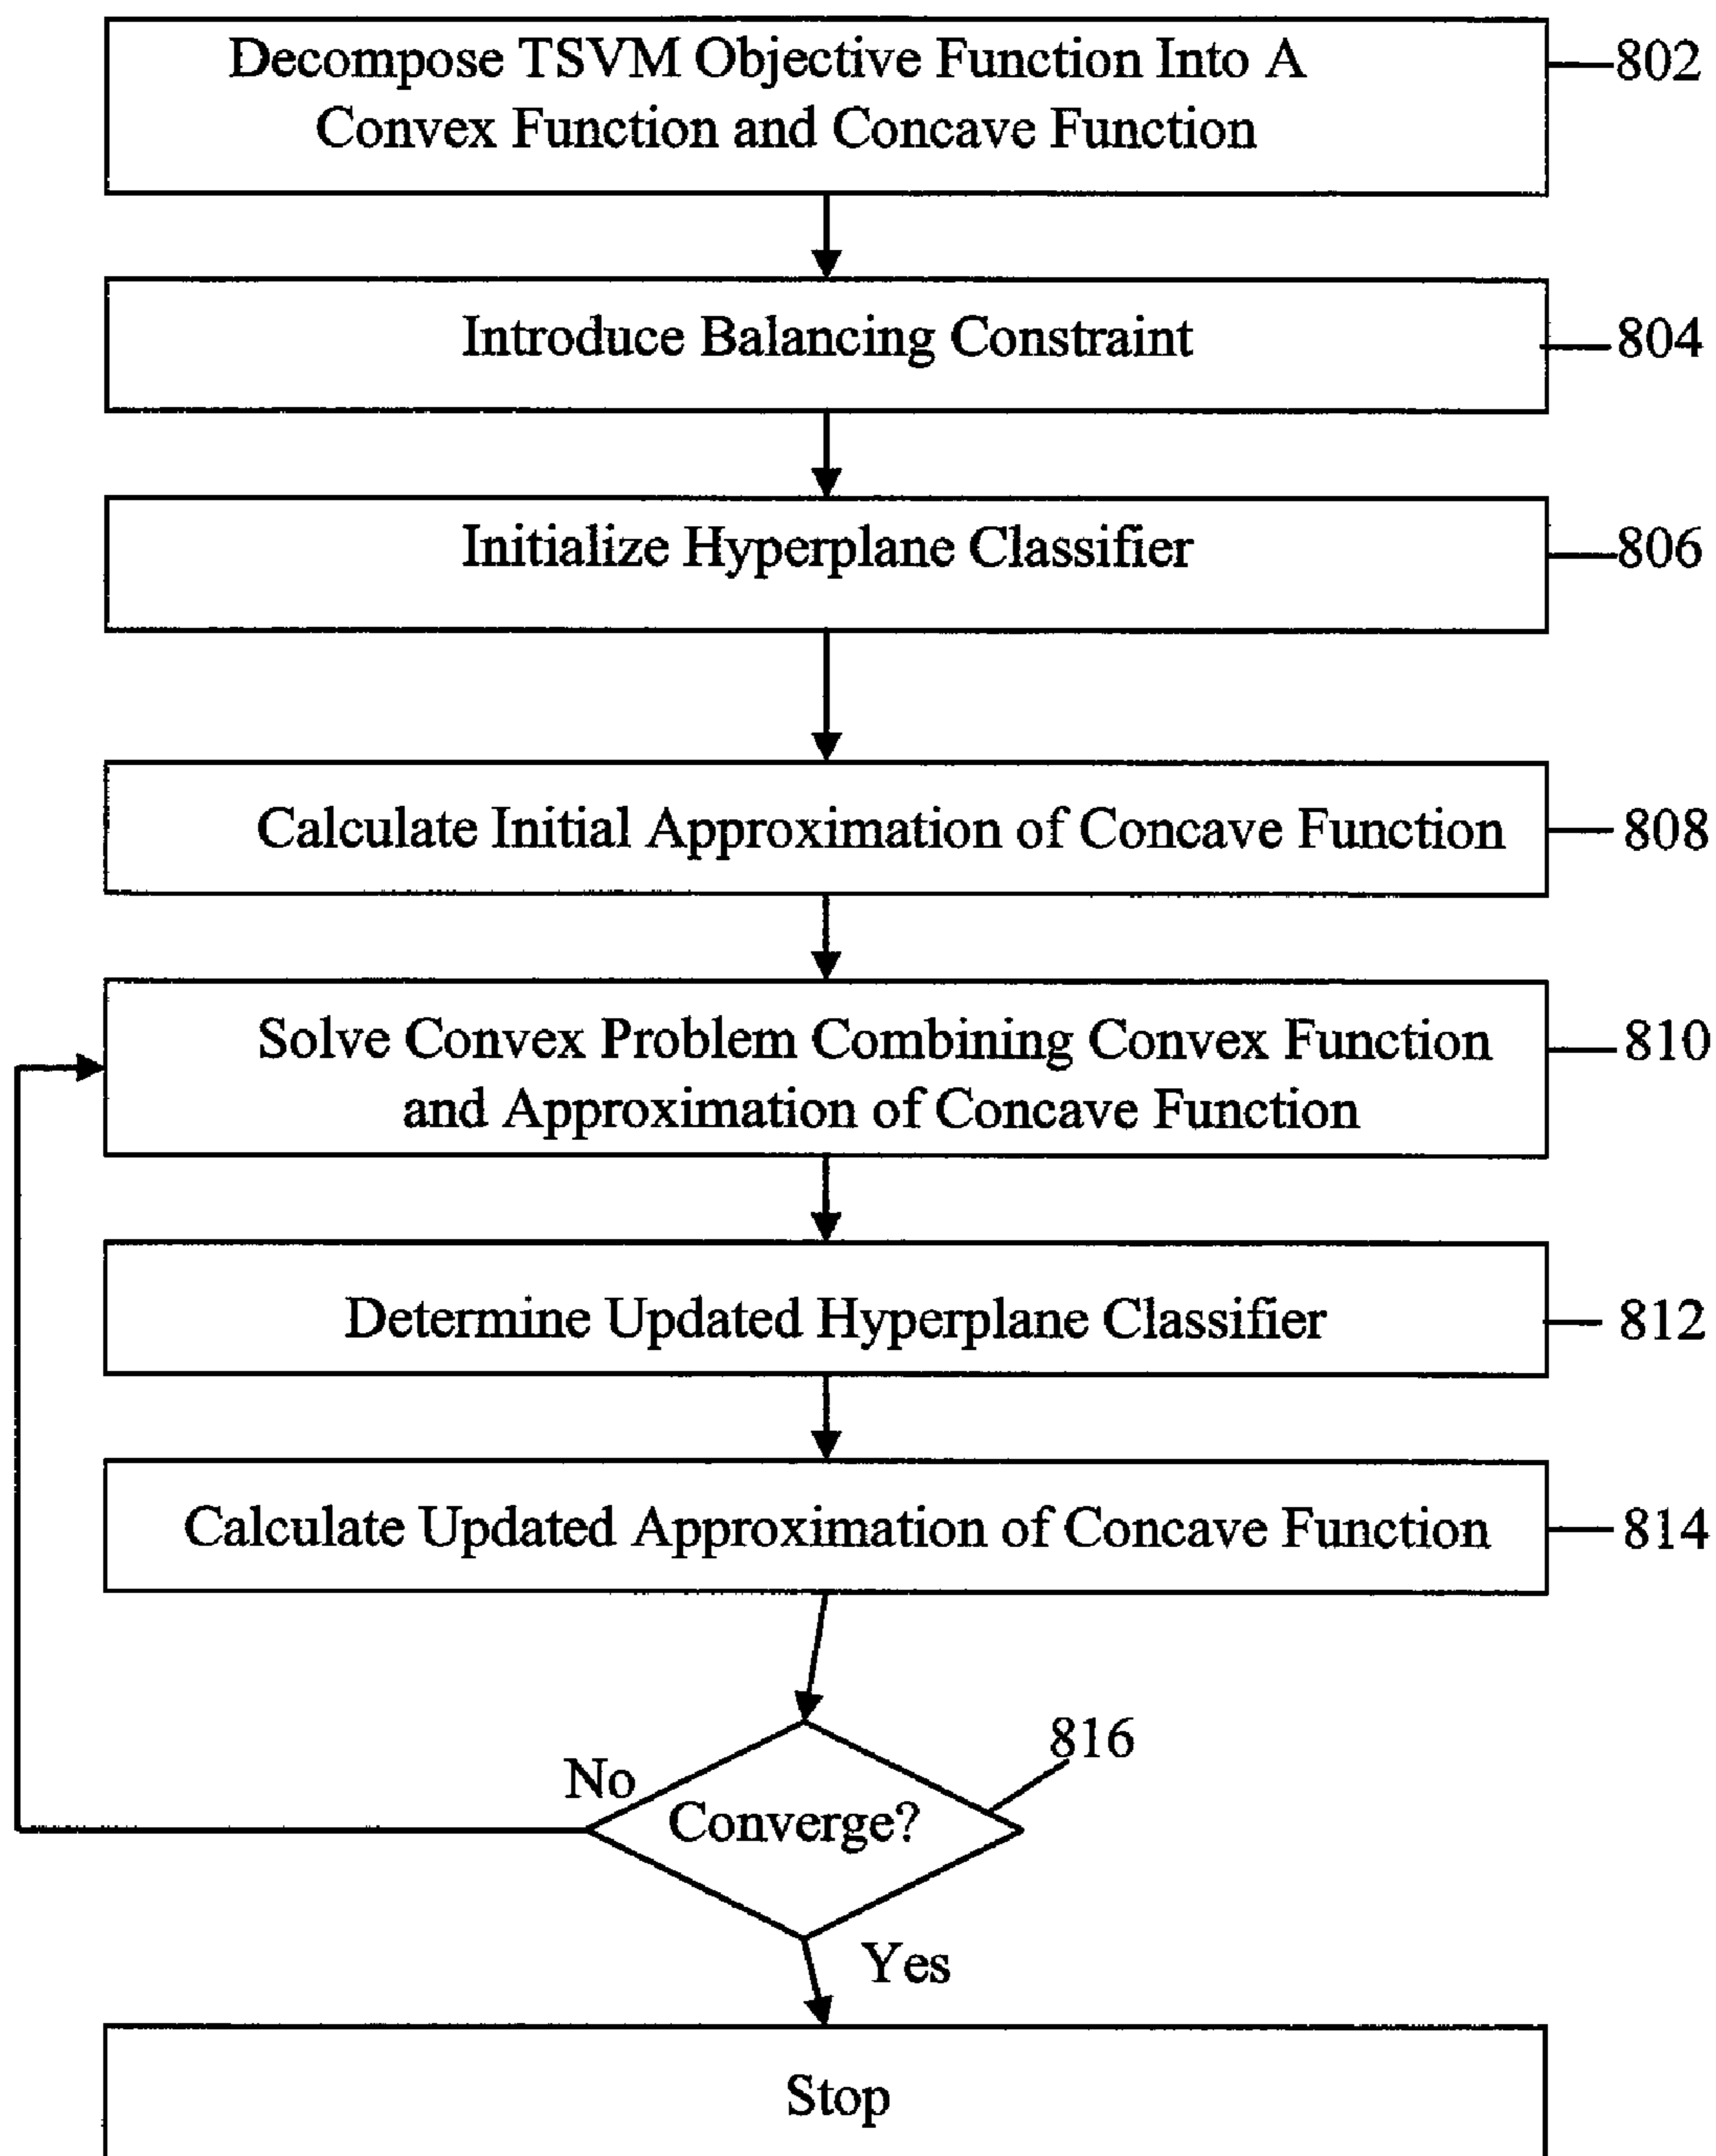 Decompose TSVM Objective Function Into A
Convex Function and Concave Function
802
Introduce Balancing Constraint
804
Initialize Hyperplane Classifier
806
Calculate Initial Approximation of Concave Function
808
Solve Convex Problem Combining Convex Function
and Approximation of Concave Function
810
Determine Updated Hyperplane Classifier
812
Calculate Updated Approximation of Concave Function
814
816
No
Converge?
Yes
Stop